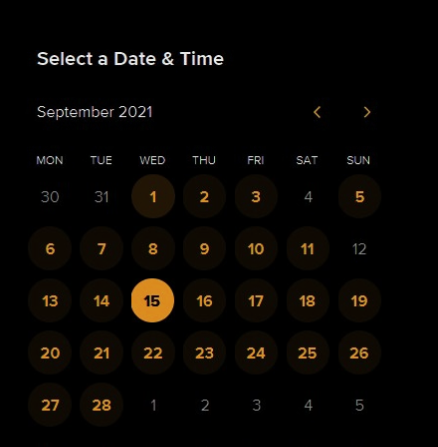 Select a Date & Time
September 2021
MON TUE WED THU FRI SAT SUN
30 31 1 2 3 4 5
6 7 8 9 10 11 12
13 14 15 16 17 18 19
20 21 22 23 24 25 26
27 28 1 2 3 4 5